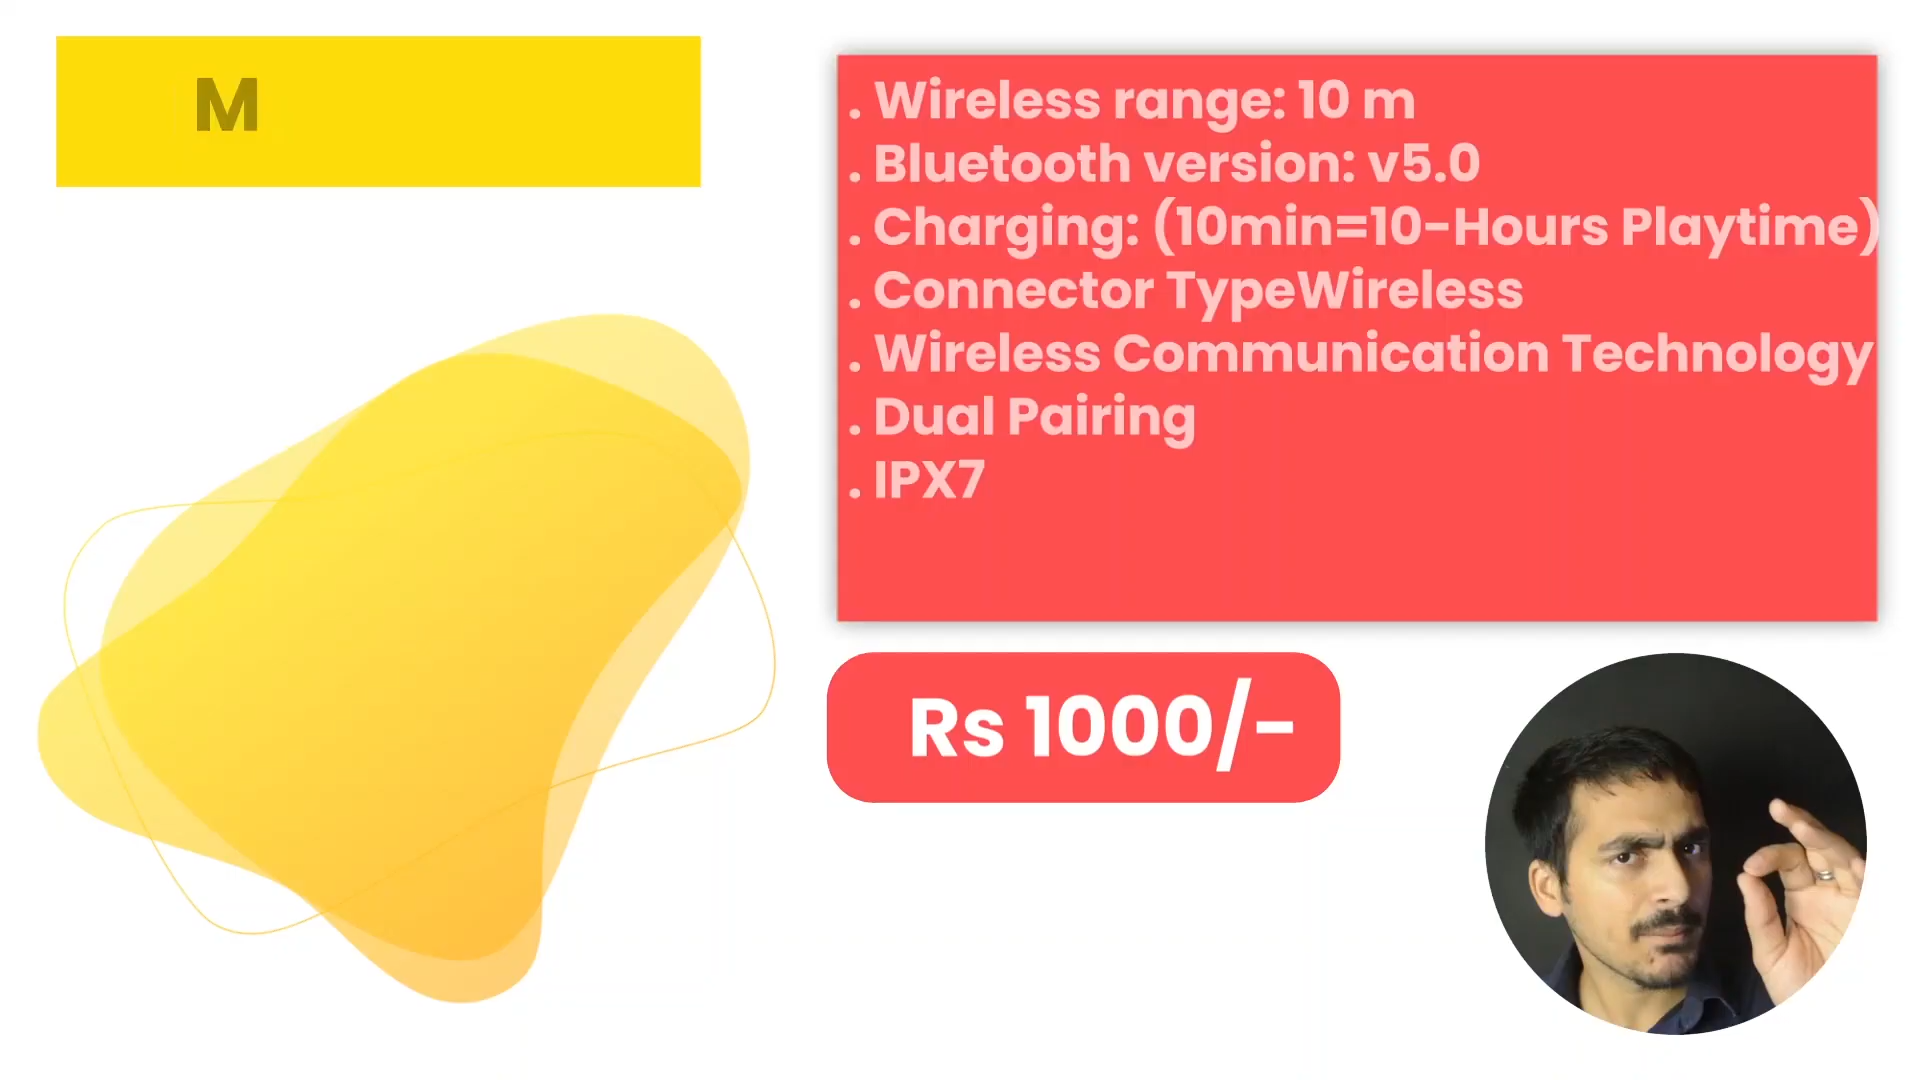 M
. Wireless range: 10 m
. Bluetooth version: v5.0
. Charging: (10min=10-Hours Playtime)
. Connector TypeWireless
. Wireless Communication Technology
. Dual Pairing
. IPX7
Rs 1000/-